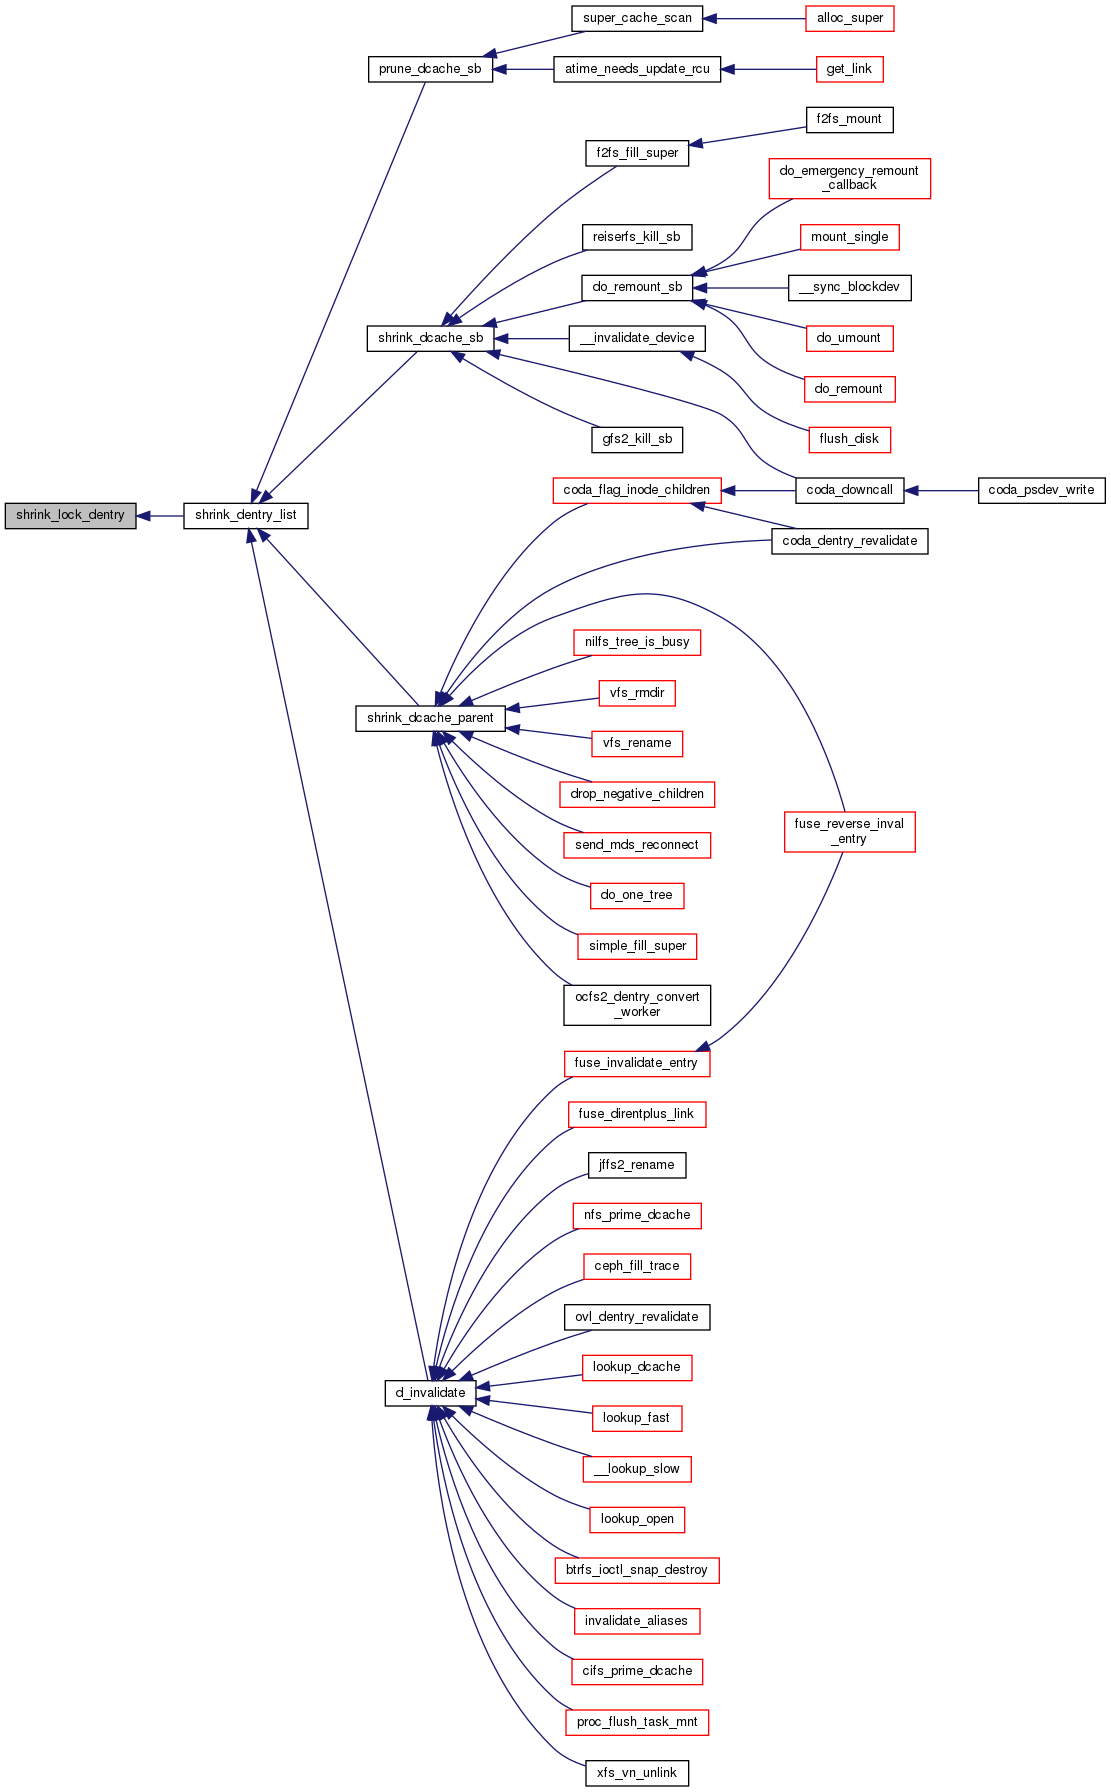 super_cache_scan
alloc_super
prune_dcache_sb
atime_needs_update_rcu
get_link
f2fs_mount
f2fs_fill_super
do_emergency_remount
_callback
reiserfs_kill_sb
mount_single
do_remount_sb
__sync_blockdev
shrink_dcache_sb
__invalidate_device
do_umount
do_remount
gfs2_kill_sb
flush_disk
coda_flag_inode_children
coda_downcall
coda_psdev_write
shrink_lock_dentry
shrink_dentry_list
coda_dentry_revalidate
nilfs_tree_is_busy
vfs_rmdir
shrink_dcache_parent
vfs_rename
drop_negative_children
fuse_reverse_inval
_entry
send_mds_reconnect
do_one_tree
simple_fill_super
ocfs2_dentry_convert
_worker
fuse_invalidate_entry
fuse_direntplus_link
jffs2_rename
nfs_prime_dcache
ceph_fill_trace
ovl_dentry_revalidate
lookup_dcache
d_invalidate
lookup_fast
__lookup_slow
lookup_open
btrfs_ioctl_snap_destroy
invalidate_aliases
cifs_prime_dcache
proc_flush_task_mnt
xfs_vn_unlink